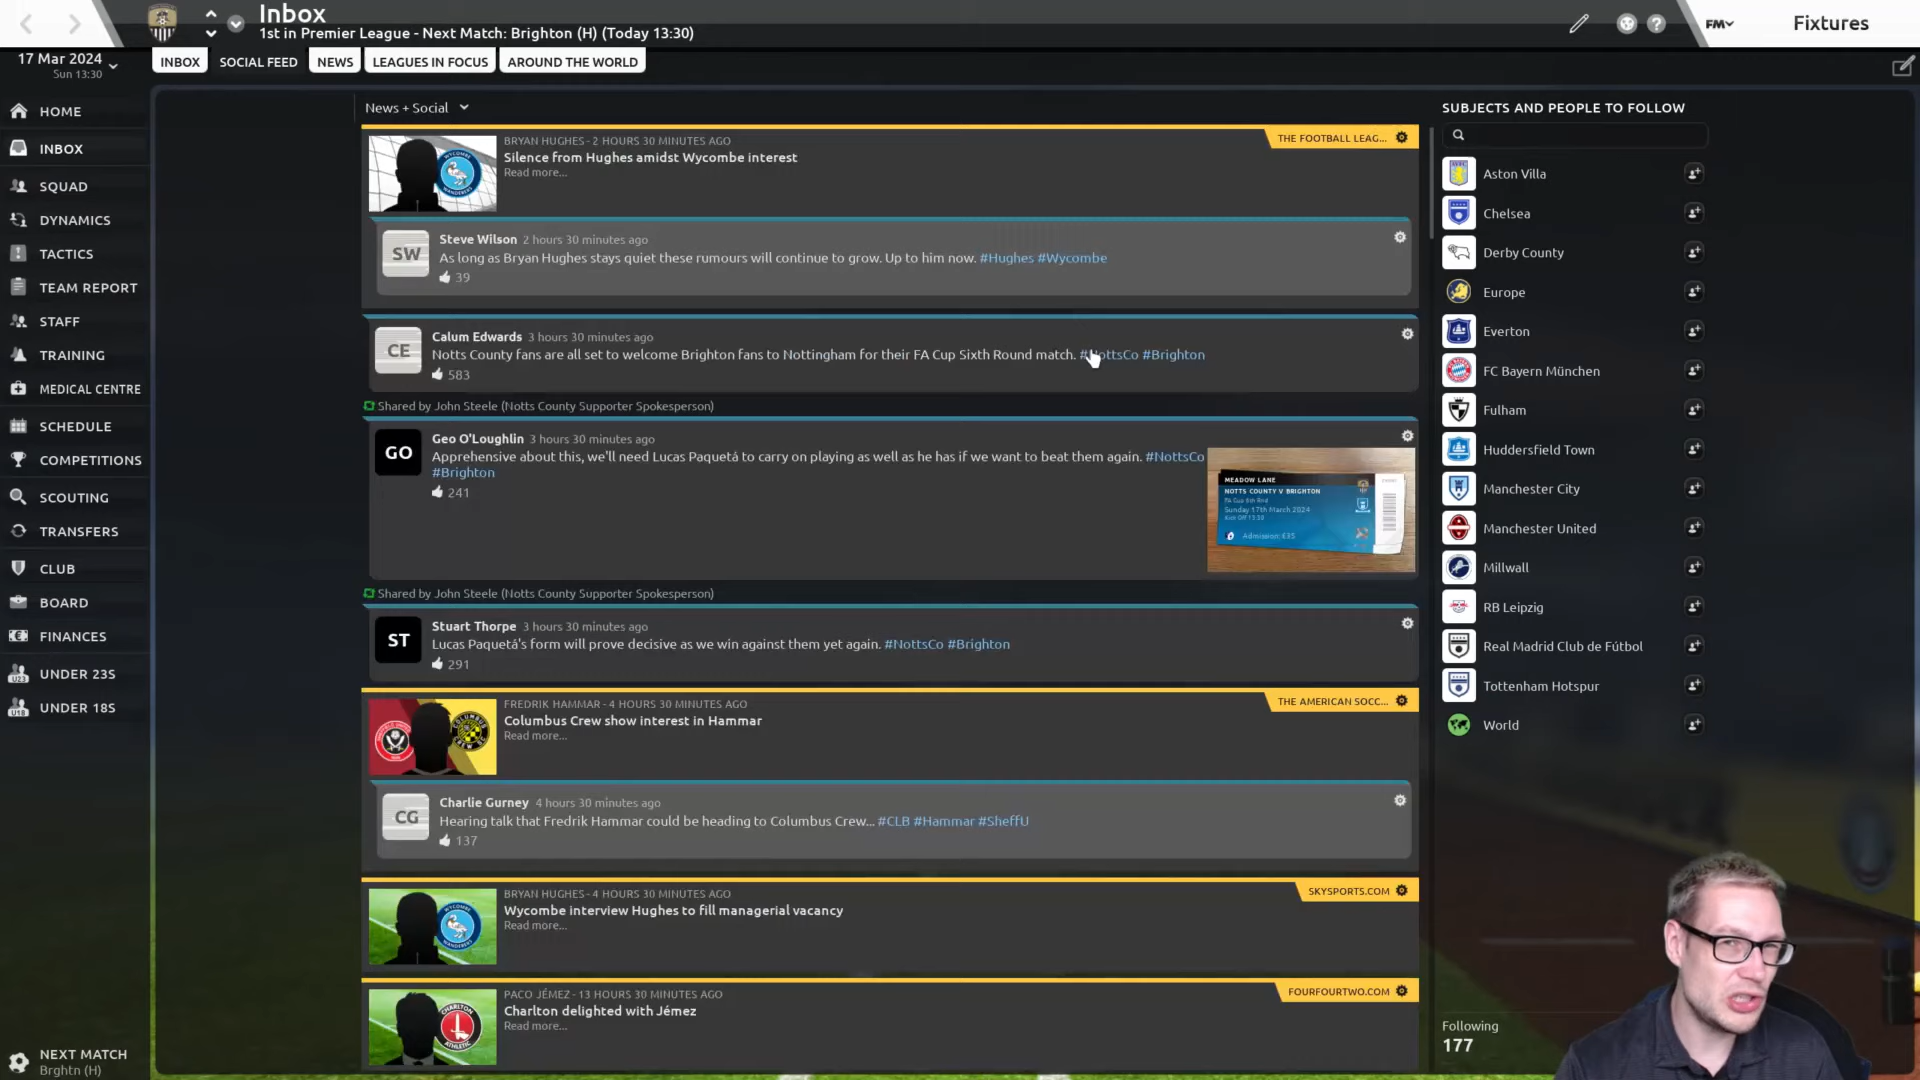 Inbox
1st in Premier League - Next Match: Brighton (H) (Today 13:30)
FM
Fixtures
17 Mar 2024
Sun 13:30
INBOX
SOCIAL FEED
NEWS
LEAGUES IN FOCUS
AROUND THE WORLD
HOME
INBOX
SQUAD
DYNAMICS
TACTICS
TEAM REPORT
STAFF
TRAINING
MEDICAL CENTRE
SCHEDULE
COMPETITIONS
SCOUTING
TRANSFERS
CLUB
BOARD
FINANCES
UNDER 23S
UNDER 18S
NEXT MATCH
Brghtn (H)
News + Social
BRYAN HUGHES - 2 HOURS 30 MINUTES AGO
THE FOOTBALL LEAG...
Silence from Hughes amidst Wycombe interest
Read more...
SW
Steve Wilson 2 hours 30 minutes ago
As long as Bryan Hughes stays quiet these rumours will continue to grow. Up to him now. #Hughes #Wycombe
39
CE
Calum Edwards 3 hours 30 minutes ago
Notts County fans are all set to welcome Brighton fans to Nottingham for their FA Cup Sixth Round match. #NottsCo #Brighton
583
Shared by John Steele (Notts County Supporter Spokesperson)
GO
Geo O'Loughlin 3 hours 30 minutes ago
Apprehensive about this, we'll need Lucas Paquetá to carry on playing as well as he has if we want to beat them again. #NottsCo
#Brighton
241
MEADOW LANE
NOTTS COUNTY V BRIGHTON
Sunday 17th March 2024
Admission: €35
Shared by John Steele (Notts County Supporter Spokesperson)
ST
Stuart Thorpe 3 hours 30 minutes ago
Lucas Paquetá's form will prove decisive as we win against them yet again. #NottsCo #Brighton
291
FREDRIK HAMMAR - 4 HOURS 30 MINUTES AGO
THE AMERICAN SOCC...
Columbus Crew show interest in Hammar
Read more...
CG
Charlie Gurney 4 hours 30 minutes ago
Hearing talk that Fredrik Hammar could be heading to Columbus Crew... #CLB #Hammar #SheffU
137
BRYAN HUGHES - 4 HOURS 30 MINUTES AGO
SKYSPORTS.COM
Wycombe interview Hughes to fill managerial vacancy
Read more...
PACO JÉMEZ - 13 HOURS 30 MINUTES AGO
FOURFOURTWO.COM
Charlton delighted with Jémez
Read more...
SUBJECTS AND PEOPLE TO FOLLOW
Aston Villa
Chelsea
Derby County
Europe
Everton
FC Bayern München
Fulham
Huddersfield Town
Manchester City
Manchester United
Millwall
RB Leipzig
Real Madrid Club de Fútbol
Tottenham Hotspur
World
Following
177